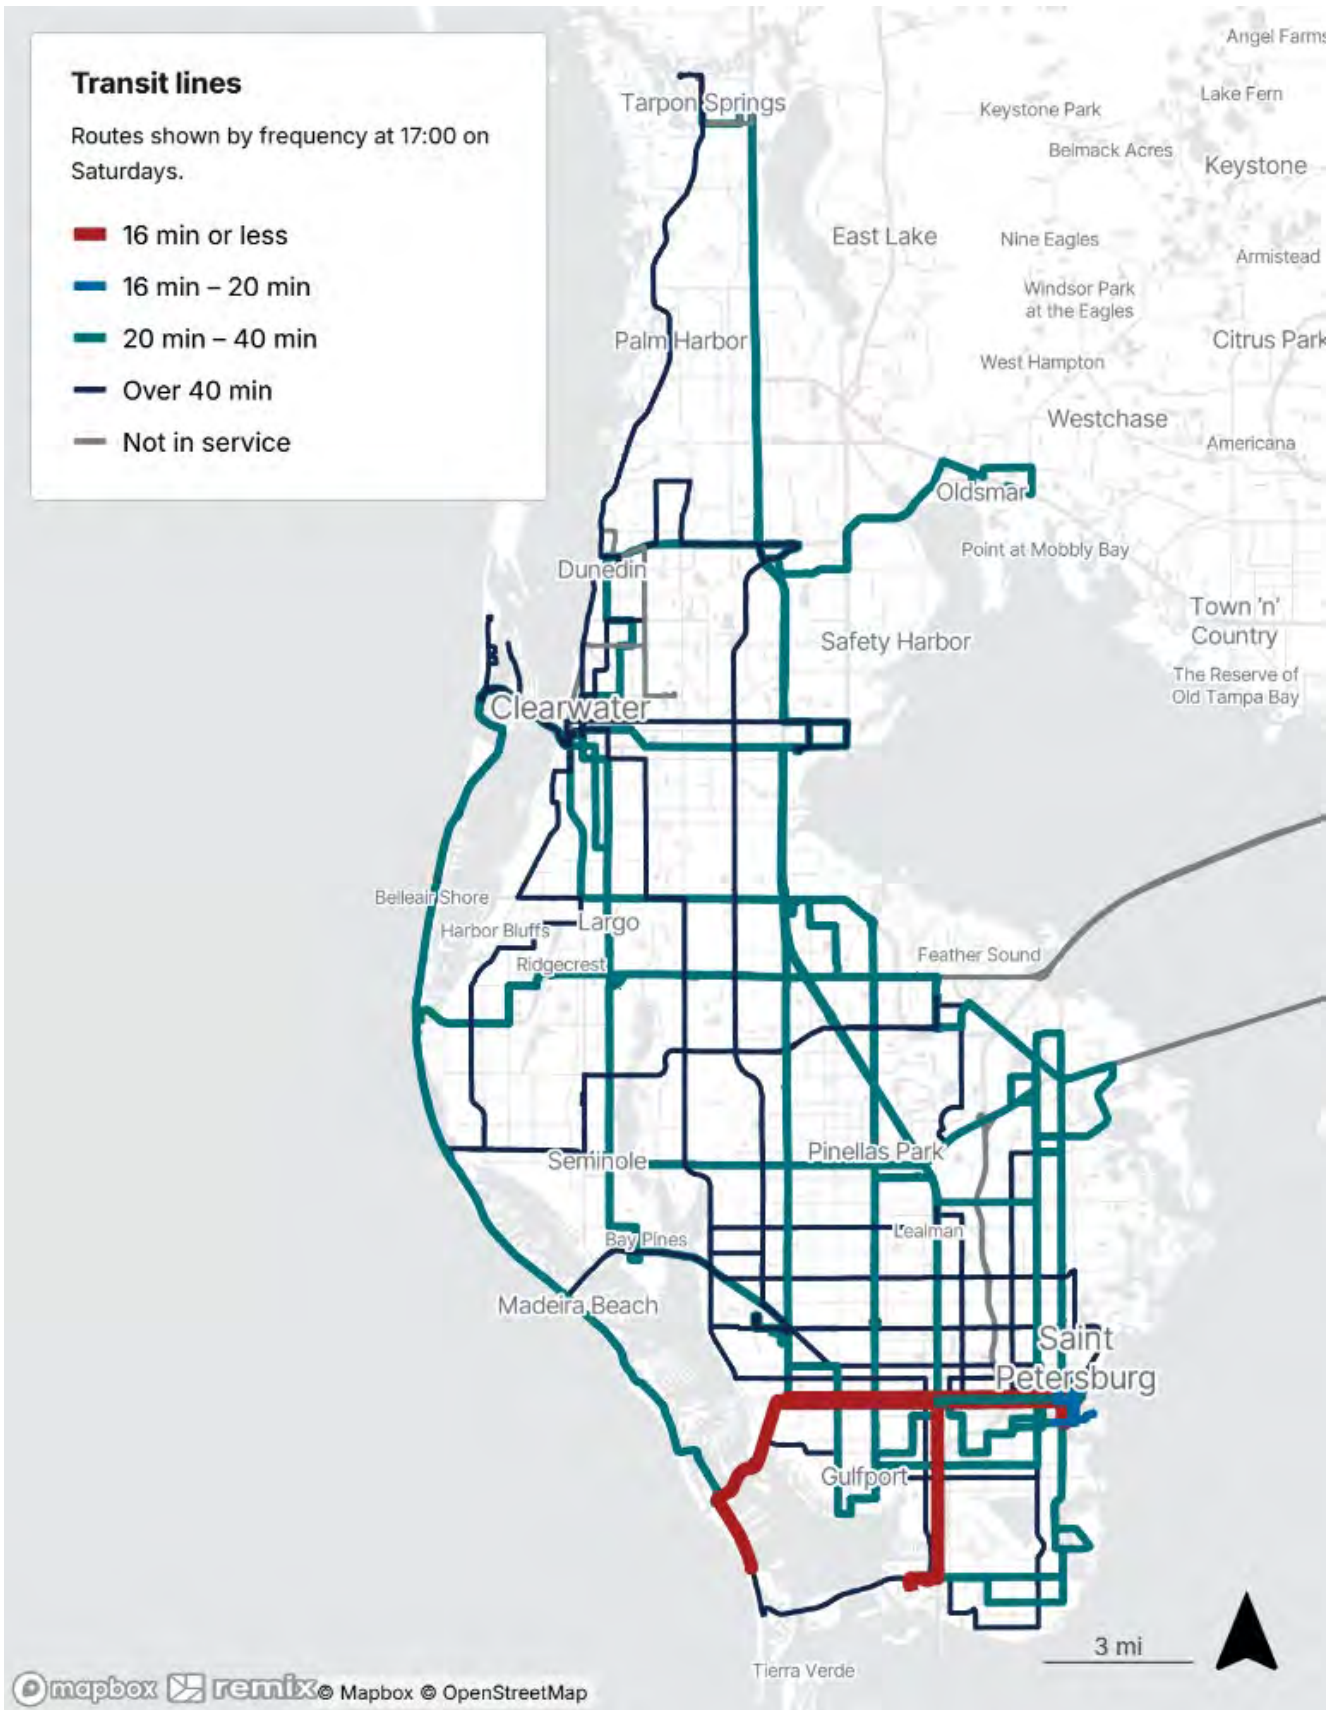 Transit lines
Routes shown by frequency at 17:00 on
Saturdays.
16 min or less
16 min – 20 min
20 min – 40 min
Over 40 min
Not in service
Angel Farms
Lake Fern
Tarpon Springs
Keystone Park
Belmack Acres
Keystone
East Lake
Nine Eagles
Armistead
Windsor Park
at the Eagles
Palm Harbor
Citrus Park
West Hampton
Westchase
Americana
Oldsmar
Point at Mobbly Bay
Dunedin
Town 'n'
Country
Safety Harbor
The Reserve of
Old Tampa Bay
Clearwater
Belleair Shore
Largo
Harbor Bluffs
Feather Sound
Ridgecrest
Pinellas Park
Seminole
Lealman
Bay Pines
Madeira Beach
Saint
Petersburg
Gulfport
3 mi
Tierra Verde
mapbox remix © Mapbox © OpenStreetMap